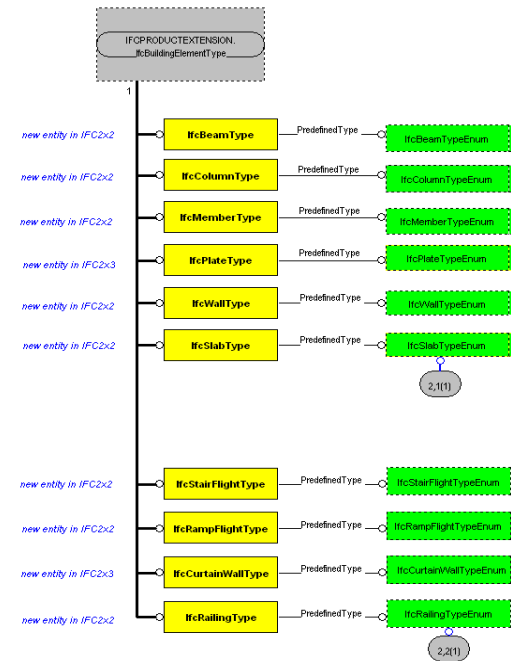 IFCPRODUCTEXTENSION.
IfcBuildingElementType
1
new entity in IFC2x2 IfcBeamType PredefinedType IfcBeamTypeEnum
new entity in IFC2x2 IfcColumnType PredefinedType IfcColumnTypeEnum
new entity in IFC2x2 IfcMemberType PredefinedType IfcMemberTypeEnum
new entity in IFC2x3 IfcPlateType PredefinedType IfcPlateTypeEnum
new entity in IFC2x2 IfcWallType PredefinedType IfcWallTypeEnum
new entity in IFC2x2 IfcSlabType PredefinedType IfcSlabTypeEnum
2,1(1)
new entity in IFC2x2 IfcStairFlightType PredefinedType IfcStairFlightTypeEnum
new entity in IFC2x2 IfcRampFlightType PredefinedType IfcRampFlightTypeEnum
new entity in IFC2x3 IfcCurtainWallType PredefinedType IfcCurtainWallTypeEnum
new entity in IFC2x2 IfcRailingType PredefinedType IfcRailingTypeEnum
2,2(1)